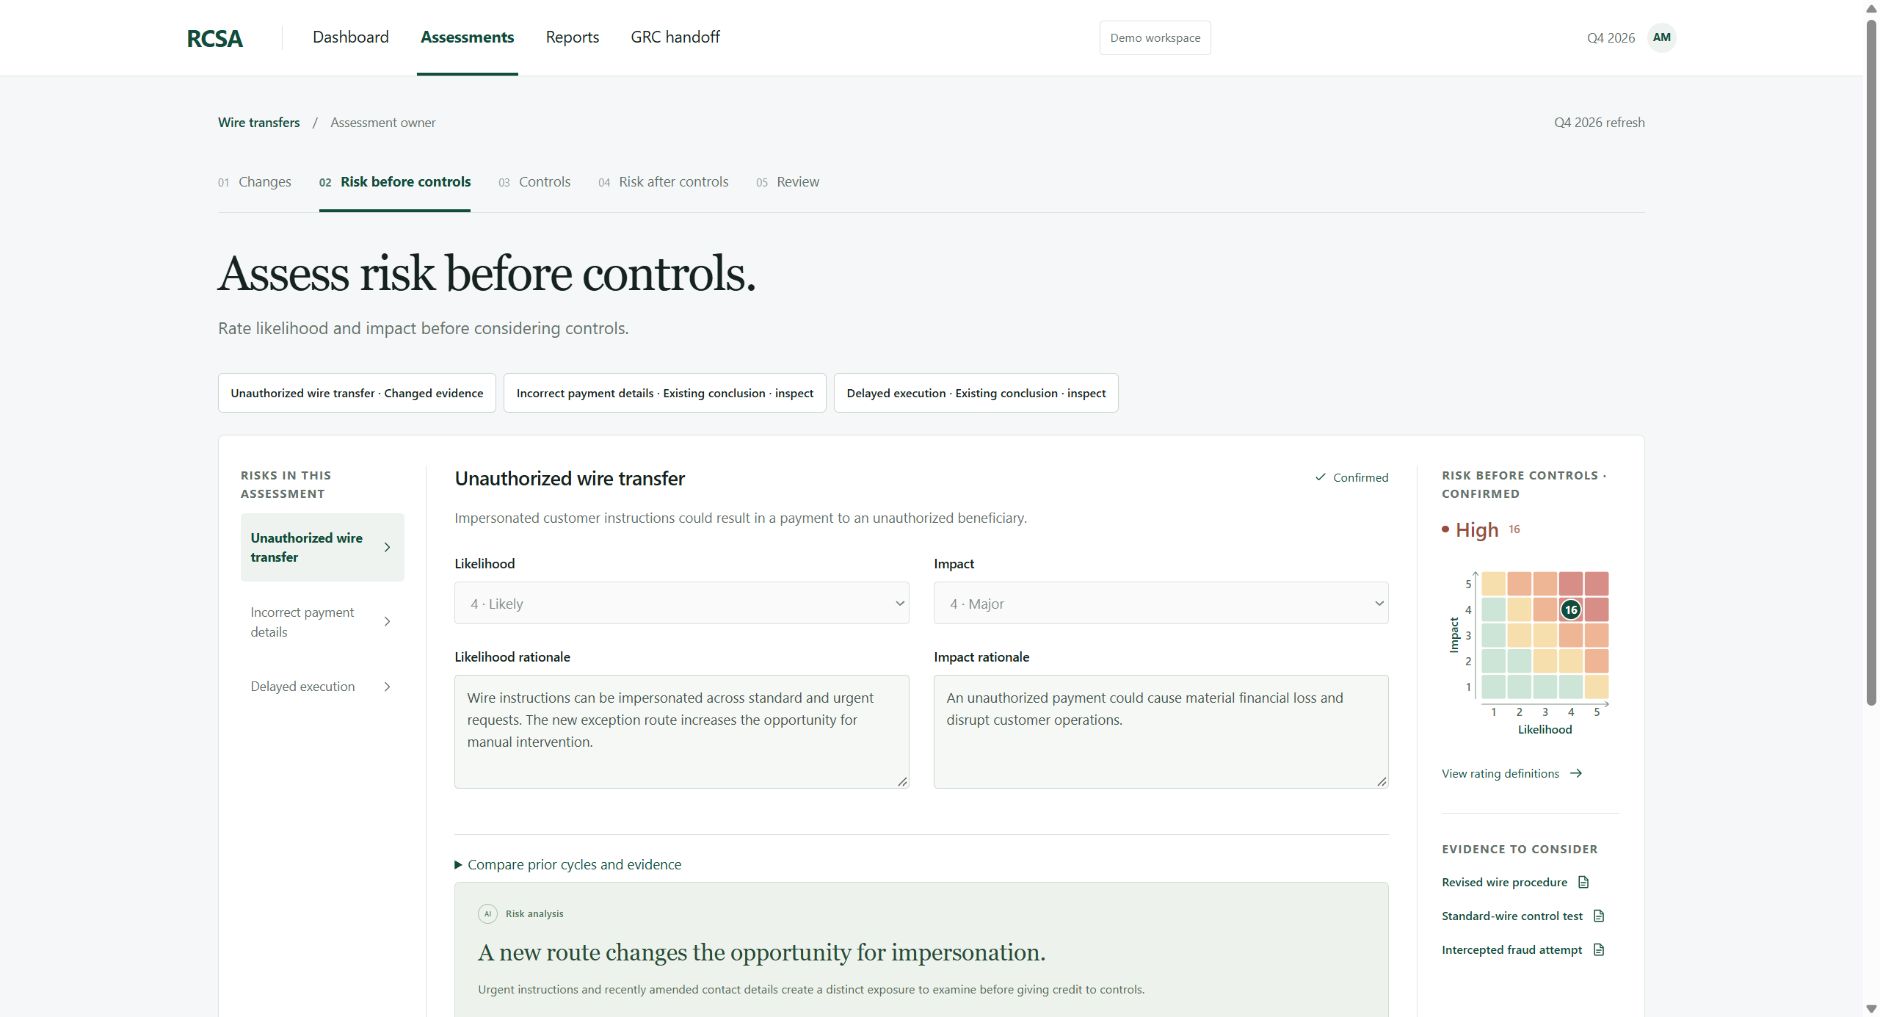 RCSA
Dashboard
Assessments
Reports
GRC handoff
Demo workspace
Q4 2026
AM
Wire transfers / Assessment owner
Q4 2026 refresh
01 Changes
02 Risk before controls
03 Controls
04 Risk after controls
05 Review
Assess risk before controls.
Rate likelihood and impact before considering controls.
Unauthorized wire transfer · Changed evidence
Incorrect payment details · Existing conclusion · inspect
Delayed execution · Existing conclusion · inspect
RISKS IN THIS
ASSESSMENT
Unauthorized wire
transfer
Incorrect payment
details
Delayed execution
Unauthorized wire transfer
Confirmed
Impersonated customer instructions could result in a payment to an unauthorized beneficiary.
Likelihood
4 · Likely
Impact
4 · Major
Likelihood rationale
Wire instructions can be impersonated across standard and urgent
requests. The new exception route increases the opportunity for
manual intervention.
Impact rationale
An unauthorized payment could cause material financial loss and
disrupt customer operations.
Compare prior cycles and evidence
AI Risk analysis
A new route changes the opportunity for impersonation.
Urgent instructions and recently amended contact details create a distinct exposure to examine before giving credit to controls.
RISK BEFORE CONTROLS ·
CONFIRMED
High 16
Impact
5
4
3
2
1
16
1 2 3 4 5
Likelihood
View rating definitions
EVIDENCE TO CONSIDER
Revised wire procedure
Standard-wire control test
Intercepted fraud attempt